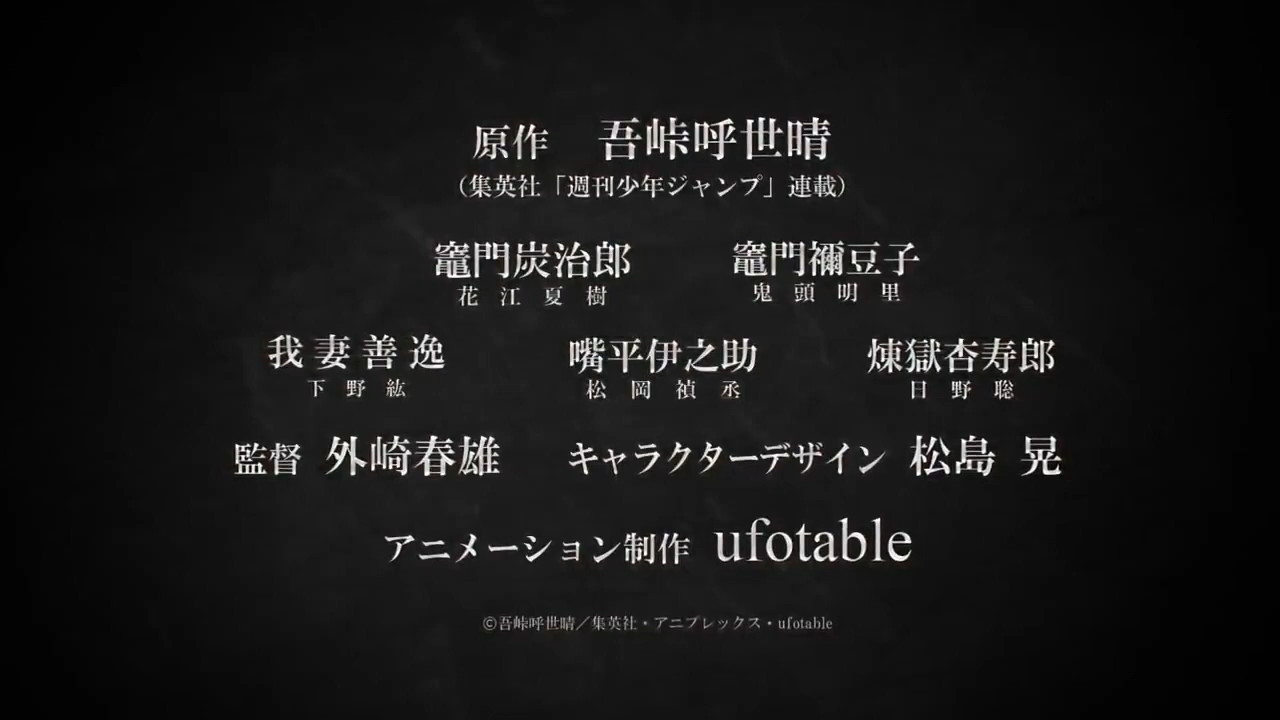 原作　吾峠呼世晴
（集英社「週刊少年ジャンプ」連載）
竈門炭治郎　竈門禰豆子
花江夏樹　鬼頭明里
我妻善逸　嘴平伊之助　煉獄杏寿郎
下野紘　松岡禎丞　日野聡
監督　外崎春雄　キャラクターデザイン　松島　晃
アニメーション制作　ufotable
©吾峠呼世晴／集英社・アニプレックス・ufotable